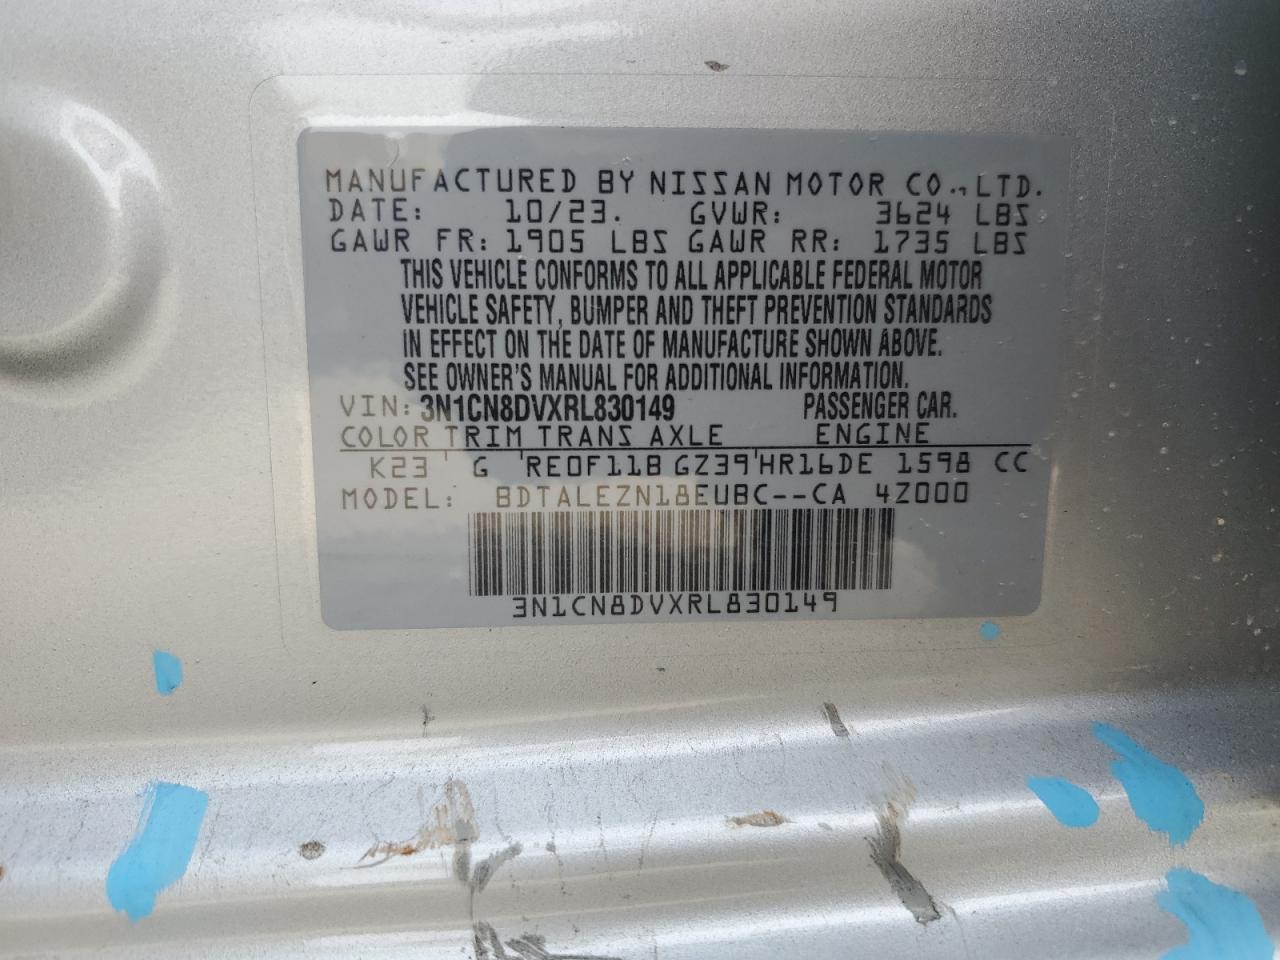 MANUFACTURED BY NISSAN MOTOR CO., LTD.
DATE: 10/23. GVWR: 3624 LBS
GAWR FR: 1905 LBS GAWR RR: 1735 LBS
THIS VEHICLE CONFORMS TO ALL APPLICABLE FEDERAL MOTOR
VEHICLE SAFETY, BUMPER AND THEFT PREVENTION STANDARDS
IN EFFECT ON THE DATE OF MANUFACTURE SHOWN ABOVE.
SEE OWNER'S MANUAL FOR ADDITIONAL INFORMATION.
VIN: 3N1CN8DVXRL830149 PASSENGER CAR.
COLOR TRIM TRANS AXLE ENGINE
K23 G RE0F11B GZ39 HR16DE 1598 CC
MODEL: BDTALEZN18EUBC--CA 4Z000
3N1CN8DVXRL830149